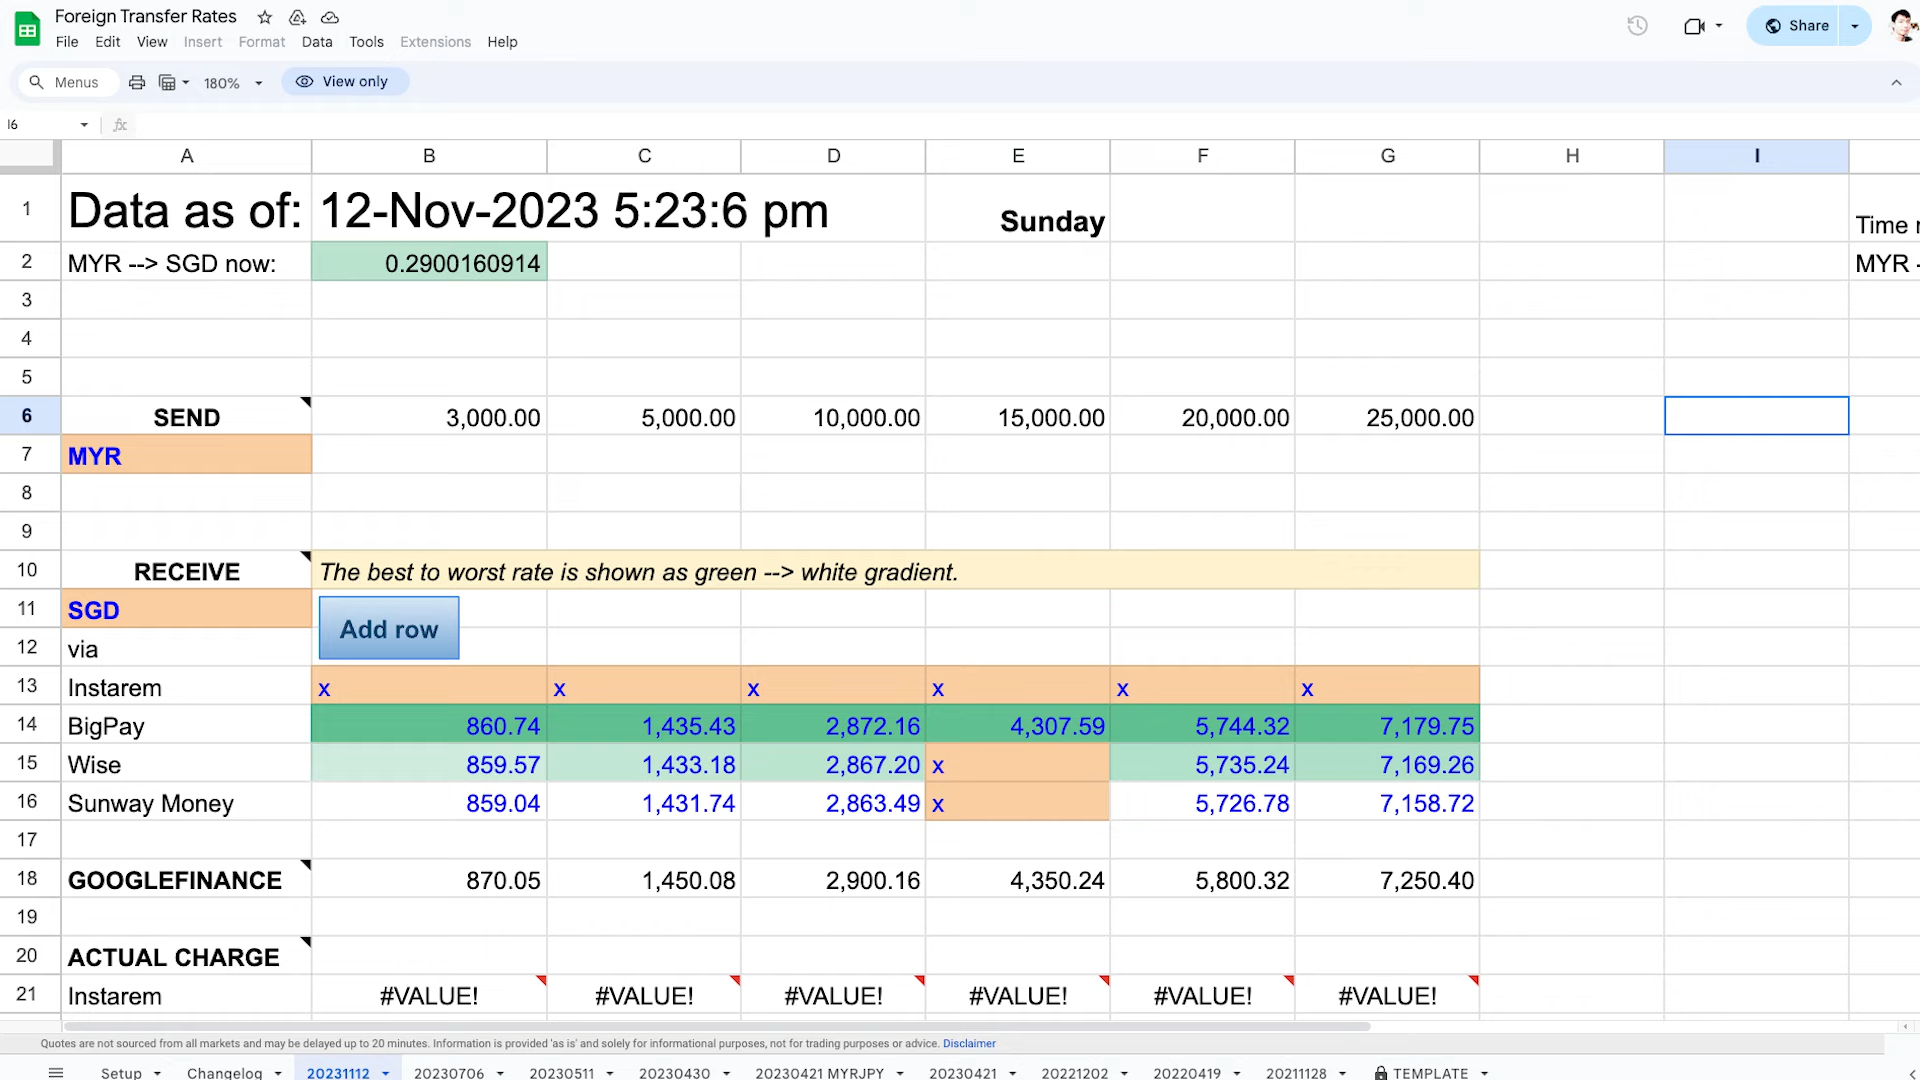 Foreign Transfer Rates
File Edit View Insert Format Data Tools Extensions Help
Share
Menus
180%
View only
I6
fx
A B C D E F G H I
1 Data as of: 12-Nov-2023 5:23:6 pm Sunday Time
2 MYR --> SGD now: 0.2900160914 MYR -
3
4
5
6 SEND 3,000.00 5,000.00 10,000.00 15,000.00 20,000.00 25,000.00
7 MYR
8
9
10 RECEIVE The best to worst rate is shown as green --> white gradient.
11 SGD
Add row
12 via
13 Instarem x x x x x x
14 BigPay 860.74 1,435.43 2,872.16 4,307.59 5,744.32 7,179.75
15 Wise 859.57 1,433.18 2,867.20 x 5,735.24 7,169.26
16 Sunway Money 859.04 1,431.74 2,863.49 x 5,726.78 7,158.72
17
18 GOOGLEFINANCE 870.05 1,450.08 2,900.16 4,350.24 5,800.32 7,250.40
19
20 ACTUAL CHARGE
21 Instarem #VALUE! #VALUE! #VALUE! #VALUE! #VALUE! #VALUE!
Quotes are not sourced from all markets and may be delayed up to 20 minutes. Information is provided 'as is' and solely for informational purposes, not for trading purposes or advice. Disclaimer
Setup Changelog 20231112 20230706 20230511 20230430 20230421 MYRJPY 20230421 20221202 20220419 20211128 TEMPLATE